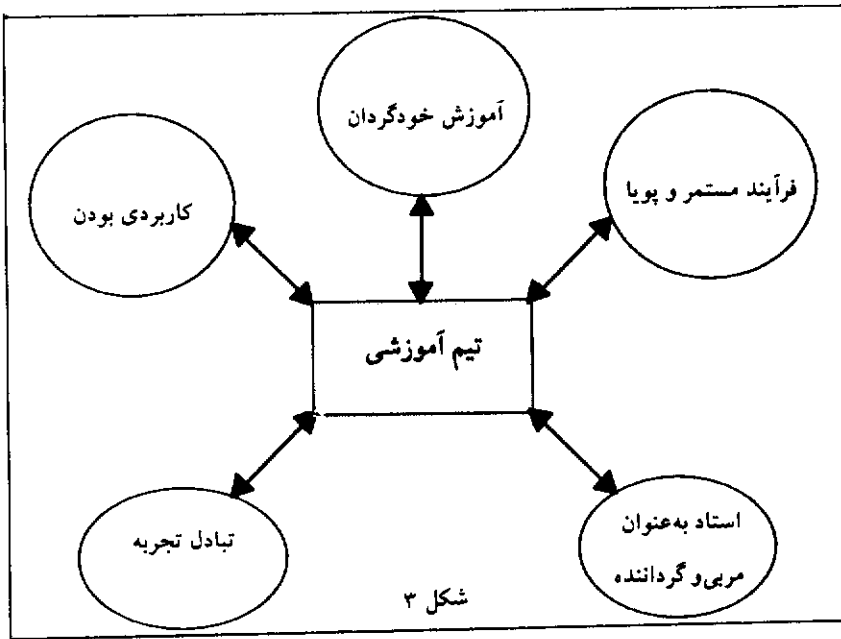 آموزش خودگردان
فرآیند مستمر و پویا
کاربردی بودن
تیم آموزشی
استاد به‌عنوان
مربی و گرداننده
تبادل تجربه
شکل ۳